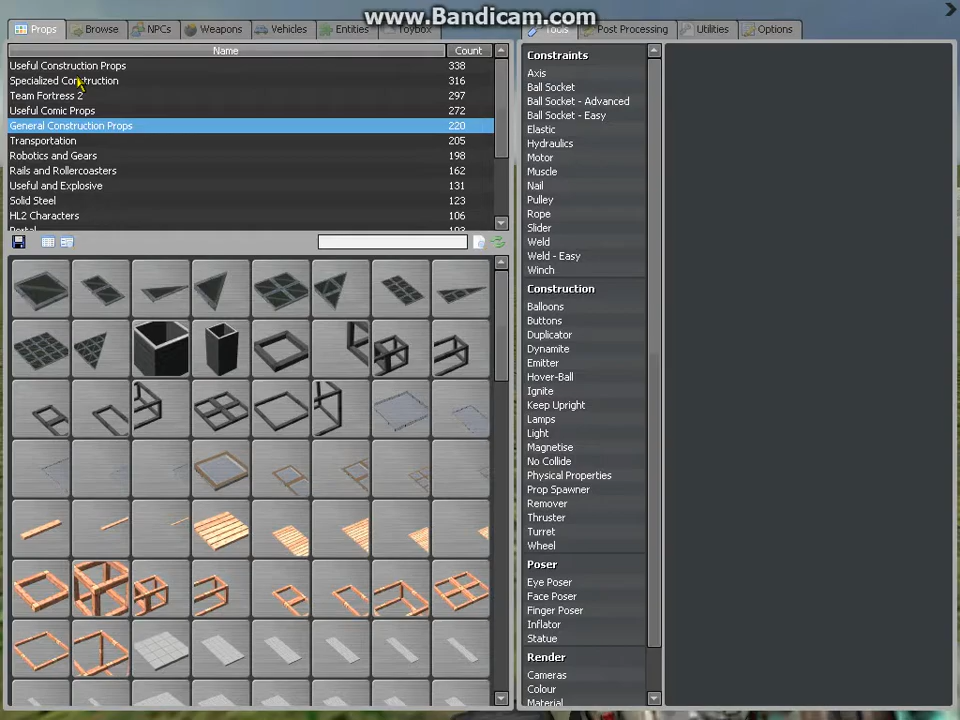 www.Bandicam.com
Props
Browse
NPCs
Weapons
Vehicles
Entities
Toybox
Tools
Post Processing
Utilities
Options
Name Count
Useful Construction Props 338
Specialized Construction 316
Team Fortress 2 297
Useful Comic Props 272
General Construction Props 220
Transportation 205
Robotics and Gears 198
Rails and Rollercoasters 162
Useful and Explosive 131
Solid Steel 123
HL2 Characters 106
Portal 103
Constraints
Axis
Ball Socket
Ball Socket - Advanced
Ball Socket - Easy
Elastic
Hydraulics
Motor
Muscle
Nail
Pulley
Rope
Slider
Weld
Weld - Easy
Winch
Construction
Balloons
Buttons
Duplicator
Dynamite
Emitter
Hover-Ball
Ignite
Keep Upright
Lamps
Light
Magnetise
No Collide
Physical Properties
Prop Spawner
Remover
Thruster
Turret
Wheel
Poser
Eye Poser
Face Poser
Finger Poser
Inflator
Statue
Render
Cameras
Colour
Material